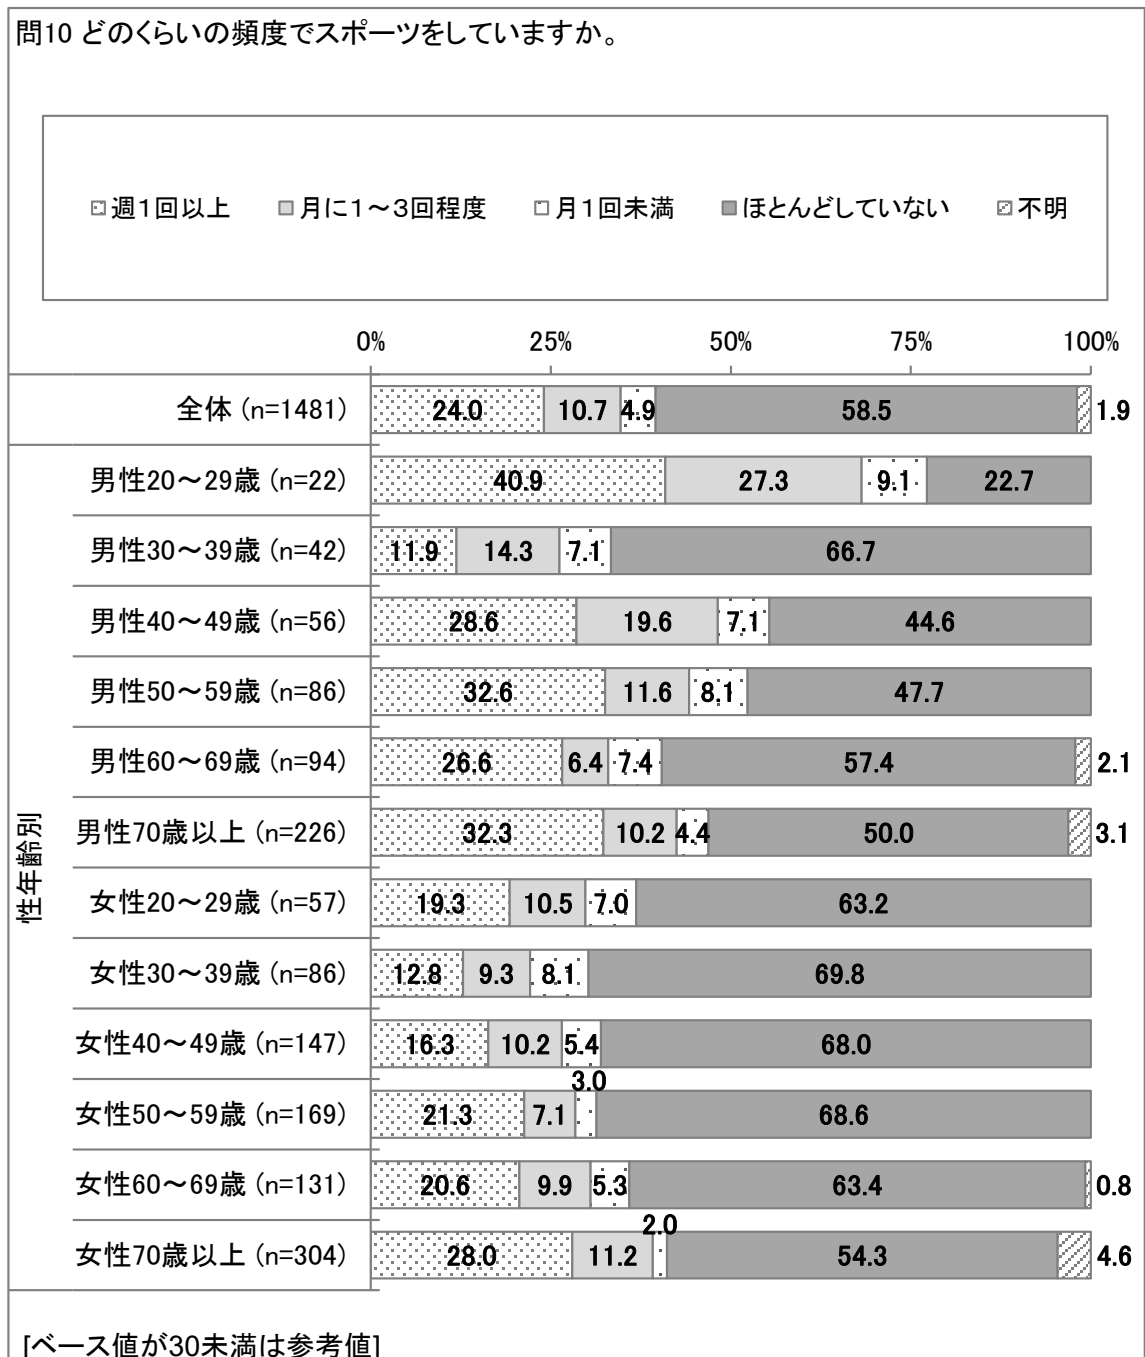 問10 どのくらいの頻度でスポーツをしていますか。
週１回以上 月に１～３回程度 月１回未満 ほとんどしていない 不明
0% 25% 50% 75% 100%
全体 (n=1481) 24.0 10.7 4.9 58.5 1.9
性年齢別
男性20～29歳 (n=22) 40.9 27.3 9.1 22.7
男性30～39歳 (n=42) 11.9 14.3 7.1 66.7
男性40～49歳 (n=56) 28.6 19.6 7.1 44.6
男性50～59歳 (n=86) 32.6 11.6 8.1 47.7
男性60～69歳 (n=94) 26.6 6.4 7.4 57.4 2.1
男性70歳以上 (n=226) 32.3 10.2 4.4 50.0 3.1
女性20～29歳 (n=57) 19.3 10.5 7.0 63.2
女性30～39歳 (n=86) 12.8 9.3 8.1 69.8
女性40～49歳 (n=147) 16.3 10.2 5.4 68.0
女性50～59歳 (n=169) 21.3 7.1 3.0 68.6
女性60～69歳 (n=131) 20.6 9.9 5.3 63.4 0.8
女性70歳以上 (n=304) 28.0 11.2 2.0 54.3 4.6
[ベース値が30未満は参考値]